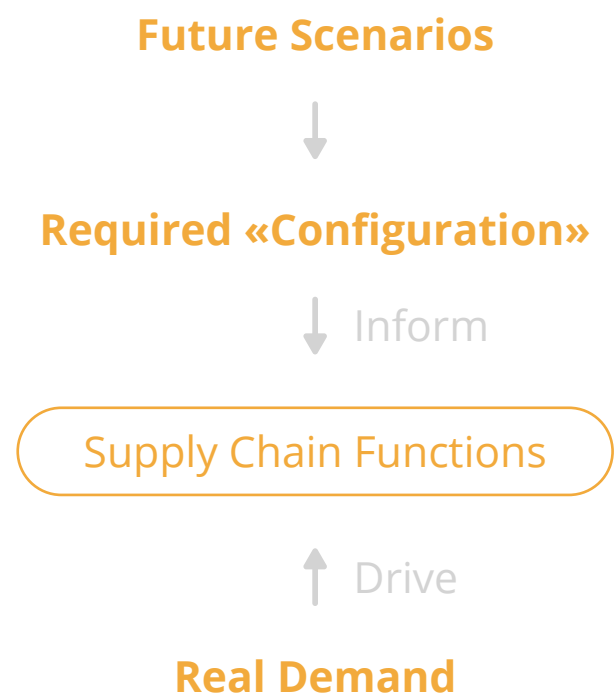 Future Scenarios
Required «Configuration»
Inform
Supply Chain Functions
Drive
Real Demand